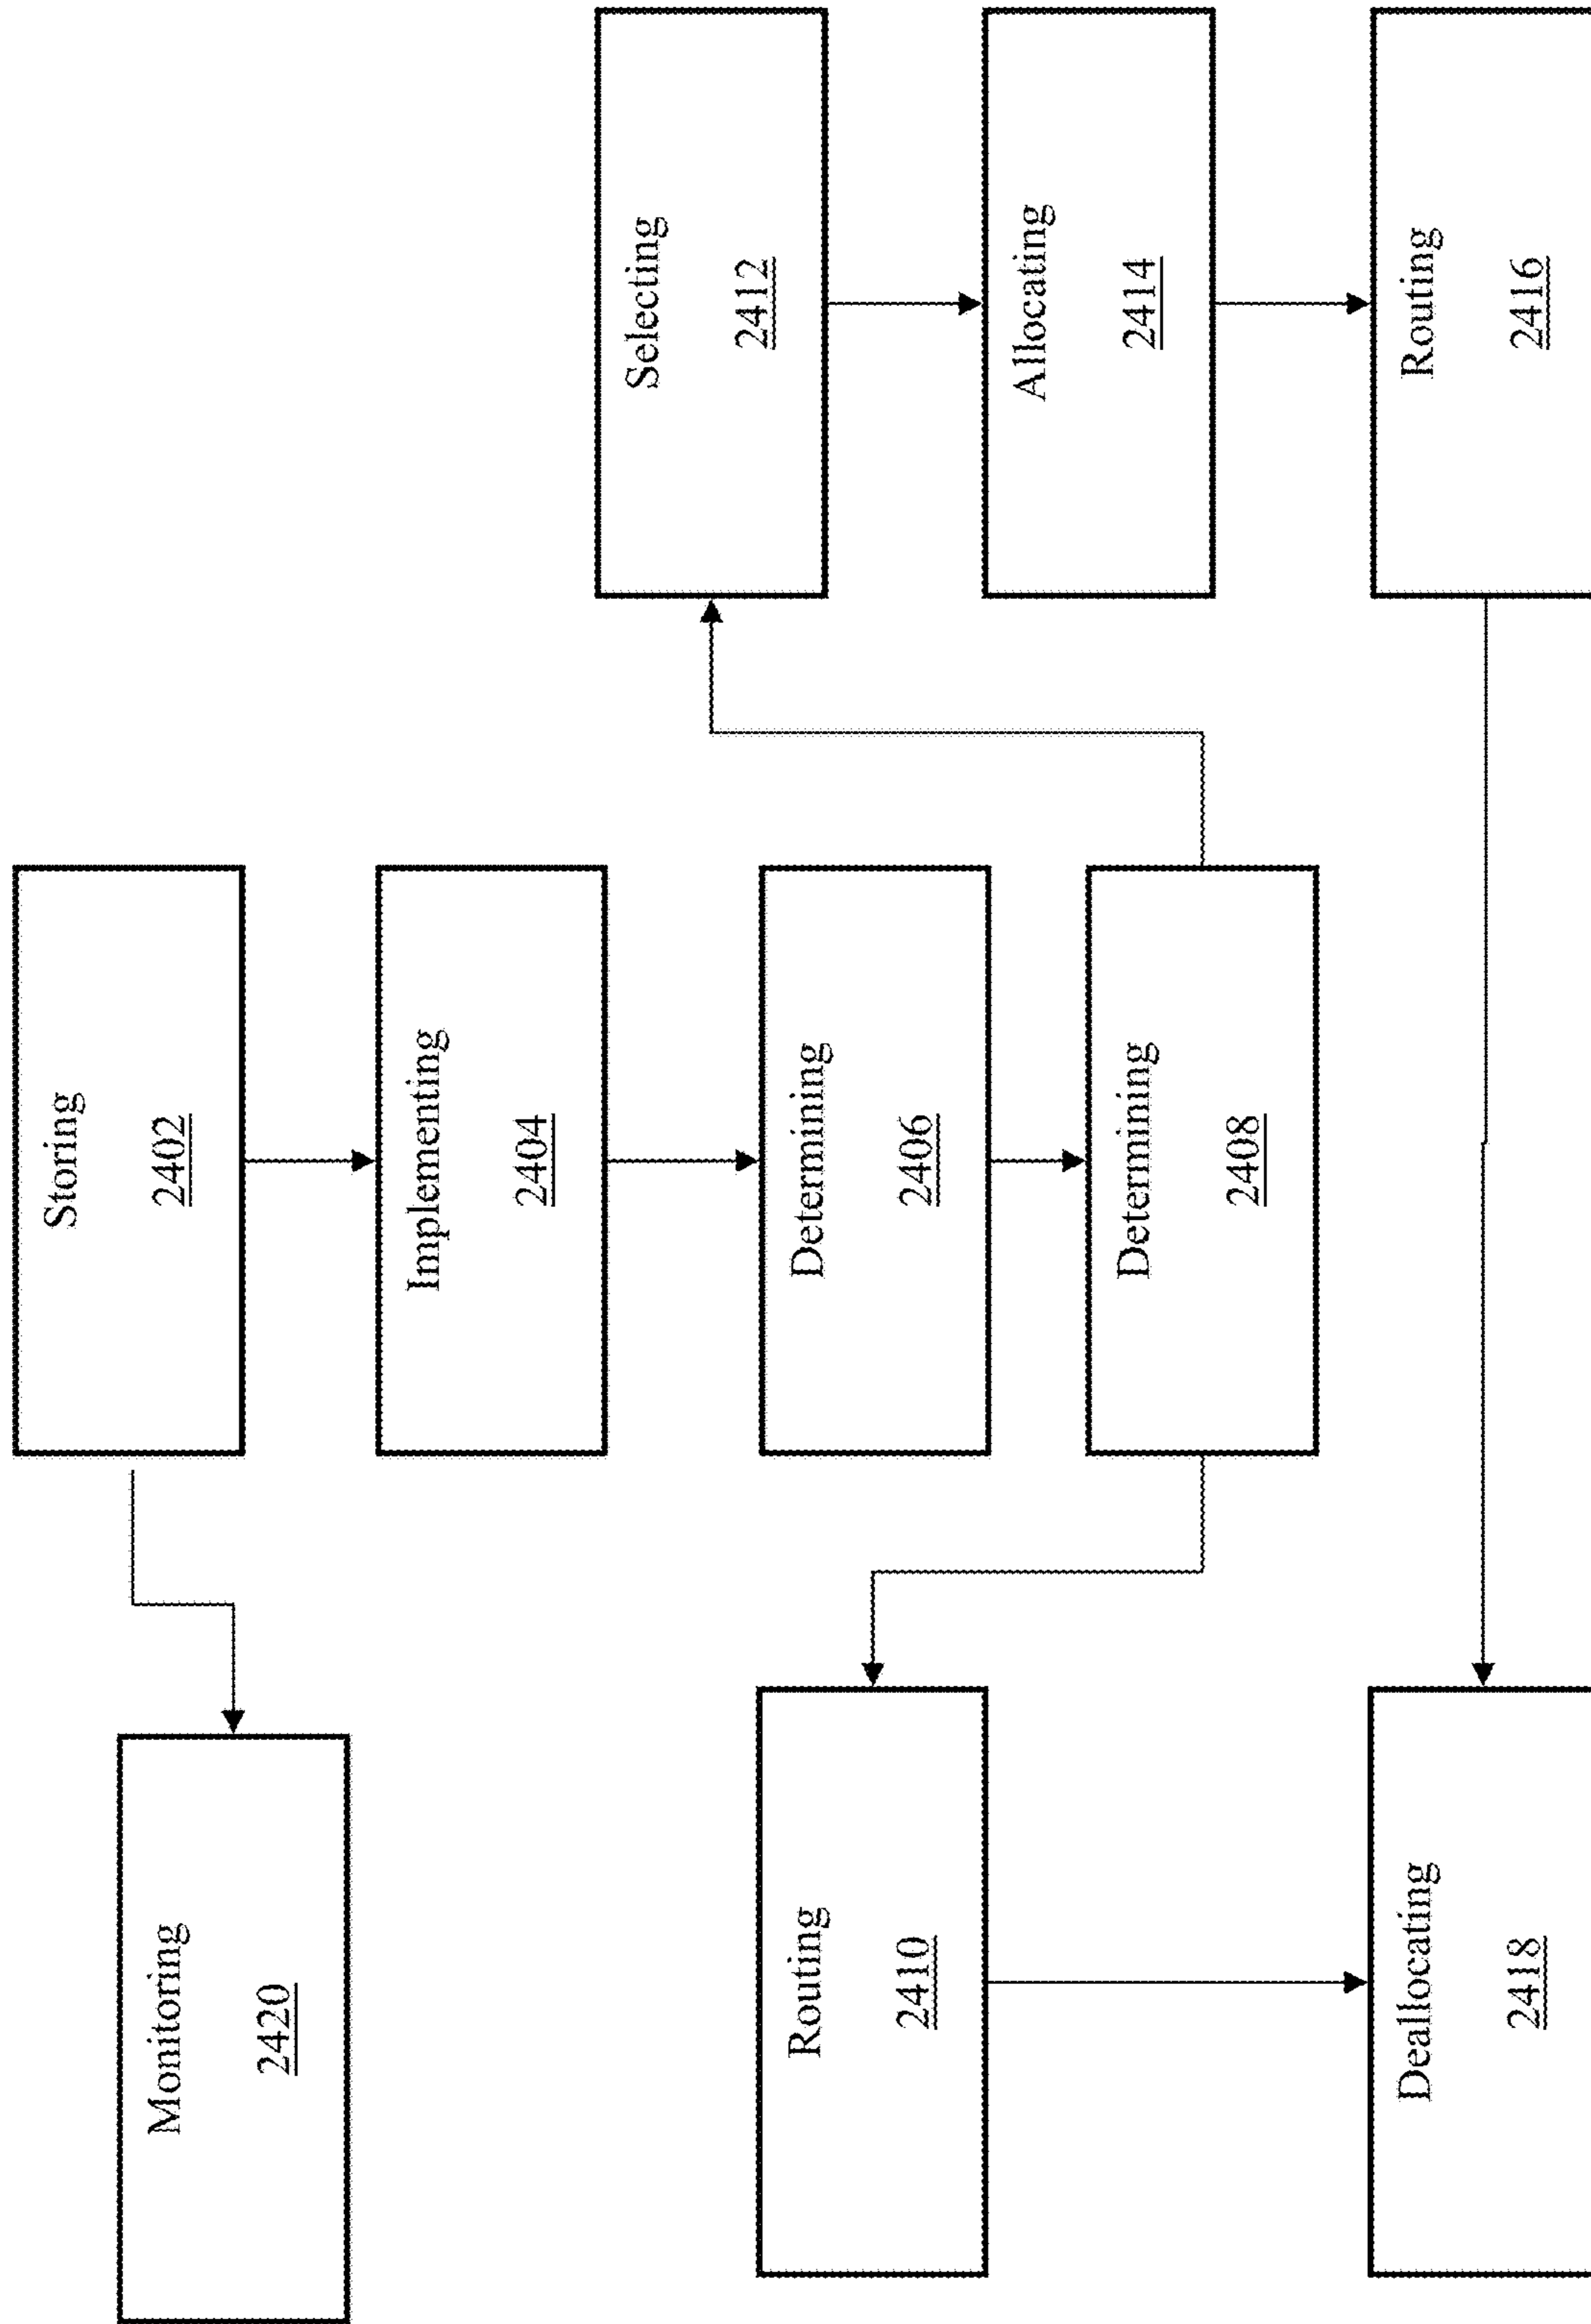 Storing
2402
Monitoring
2420
Implementing
2404
Determining
2406
Determining
2408
Routing
2410
Selecting
2412
Allocating
2414
Routing
2416
Deallocating
2418